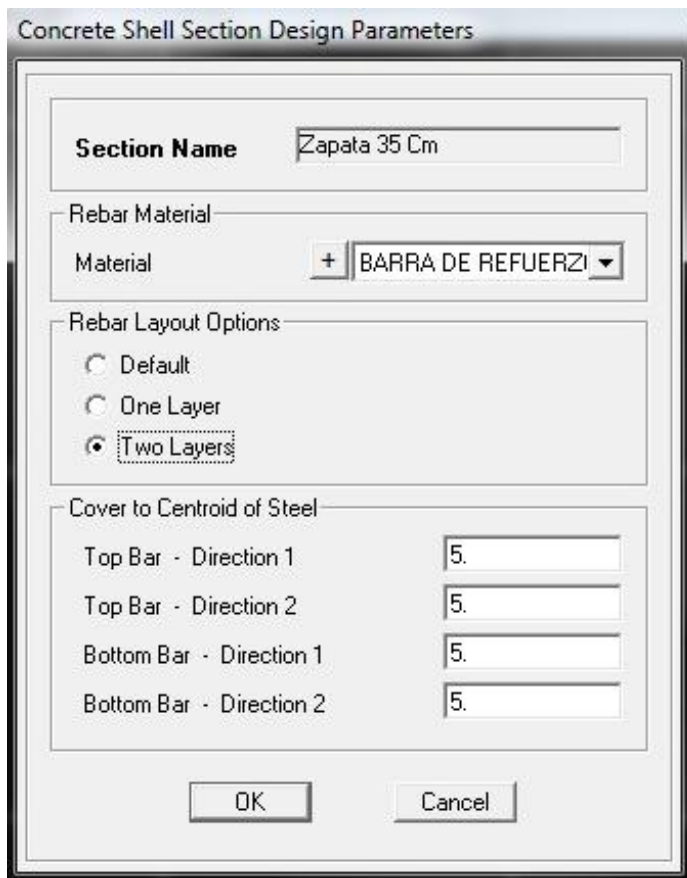 Concrete Shell Section Design Parameters
Section Name Zapata 35 Cm
Rebar Material
Material + BARRA DE REFUERZ
Rebar Layout Options
Default
One Layer
Two Layers
Cover to Centroid of Steel
Top Bar - Direction 1 5.
Top Bar - Direction 2 5.
Bottom Bar - Direction 1 5.
Bottom Bar - Direction 2 5.
OK Cancel